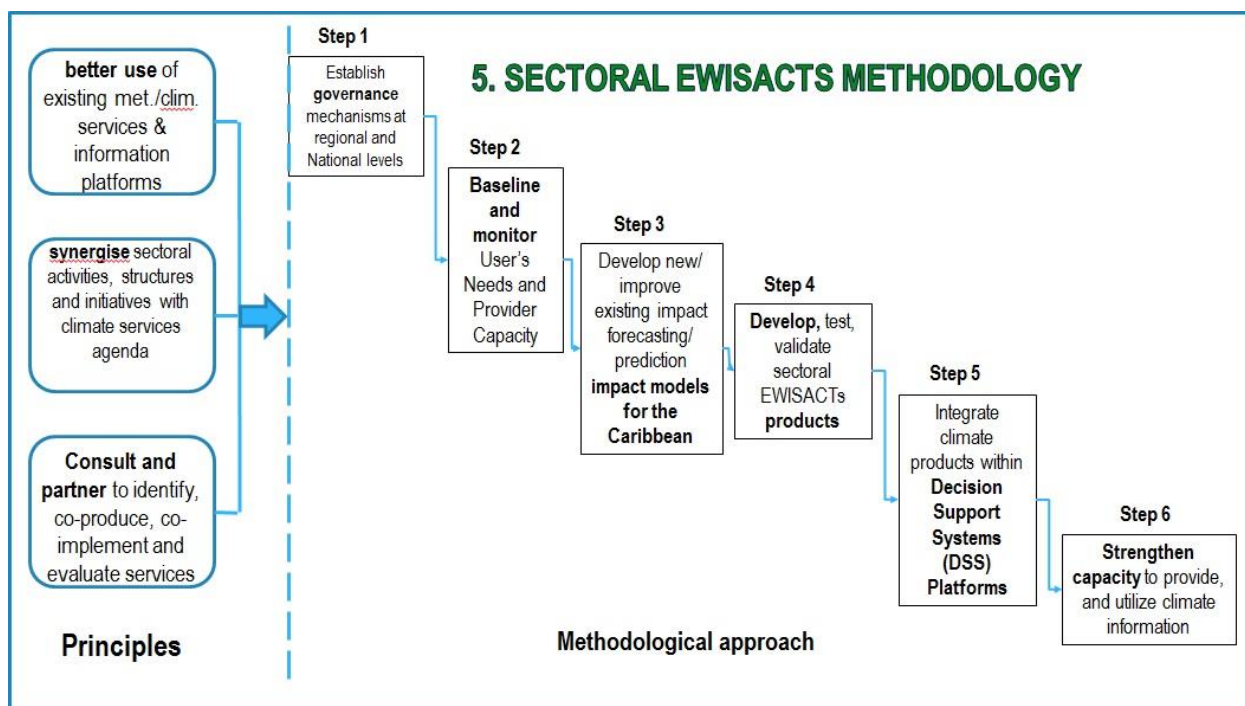 5. SECTORAL EWISACTS METHODOLOGY
better use of
existing met./clim.
services &
information
platforms
synergise sectoral
activities, structures
and initiatives with
climate services
agenda
Consult and
partner to identify,
co-produce, co-
implement and
evaluate services
Principles
Step 1
Establish
governance
mechanisms at
regional and
National levels
Step 2
Baseline
and
monitor
User's
Needs and
Provider
Capacity
Step 3
Develop new/
improve
existing impact
forecasting/
prediction
impact models
for the
Caribbean
Step 4
Develop, test,
validate
sectoral
EWISACTs
products
Step 5
Integrate
climate
products within
Decision
Support
Systems
(DSS)
Platforms
Step 6
Strengthen
capacity to provide,
and utilize climate
information
Methodological approach